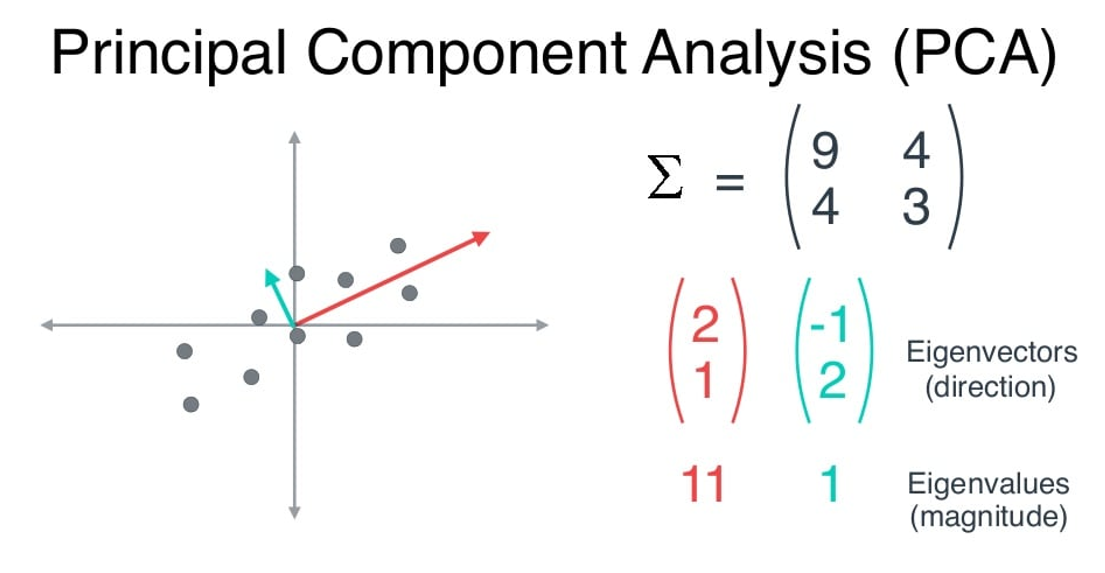 Principal Component Analysis (PCA)
Σ = ( 9 4
4 3 )
( 2 1 ) ( -1 2 ) Eigenvectors
(direction)
11 1 Eigenvalues
(magnitude)